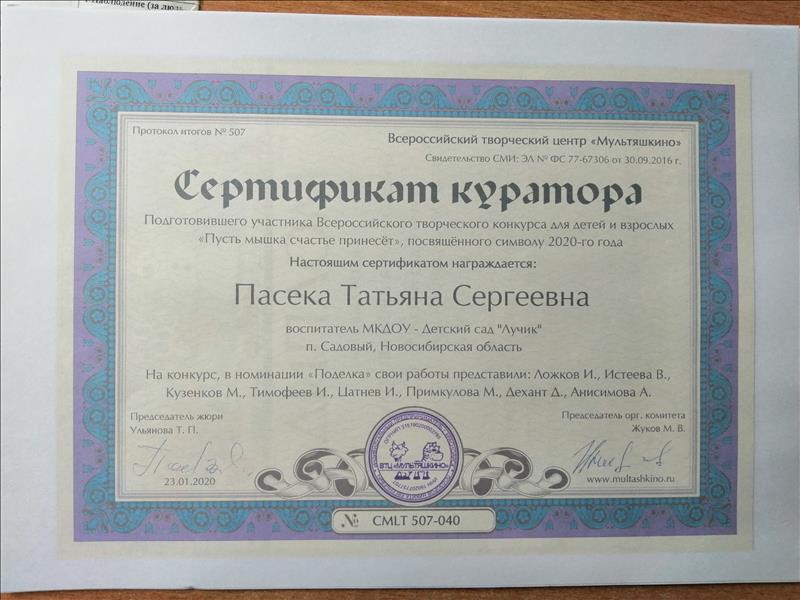 Наблюдение (за
Протокол итогов № 507
Всероссийский творческий центр «Мультяшкино»
Свидетельство СМИ: ЭЛ № ФС 77-67306 от 30.09.2016 г.
Сертификат куратора
Подготовившего участника Всероссийского творческого конкурса для детей и взрослых
«Пусть мышка счастье принесёт», посвящённого символу 2020-го года
Настоящим сертификатом награждается:
Пасека Татьяна Сергеевна
воспитатель МКДОУ - Детский сад "Лучик"
п. Садовый, Новосибирская область
На конкурс, в номинации «Поделка» свои работы представили: Ложков И., Истеева В.,
Кузенков М., Тимофеев И., Цатнев И., Примкулова М., Дехант Д., Анисимова А.
Председатель жюри
Ульянова Т. П.
23.01.2020
ВТЦ «МУЛЬТЯШКИНО»
Председатель орг. комитета
Жуков М. В.
www.multashkino.ru
№ CMLT 507-040